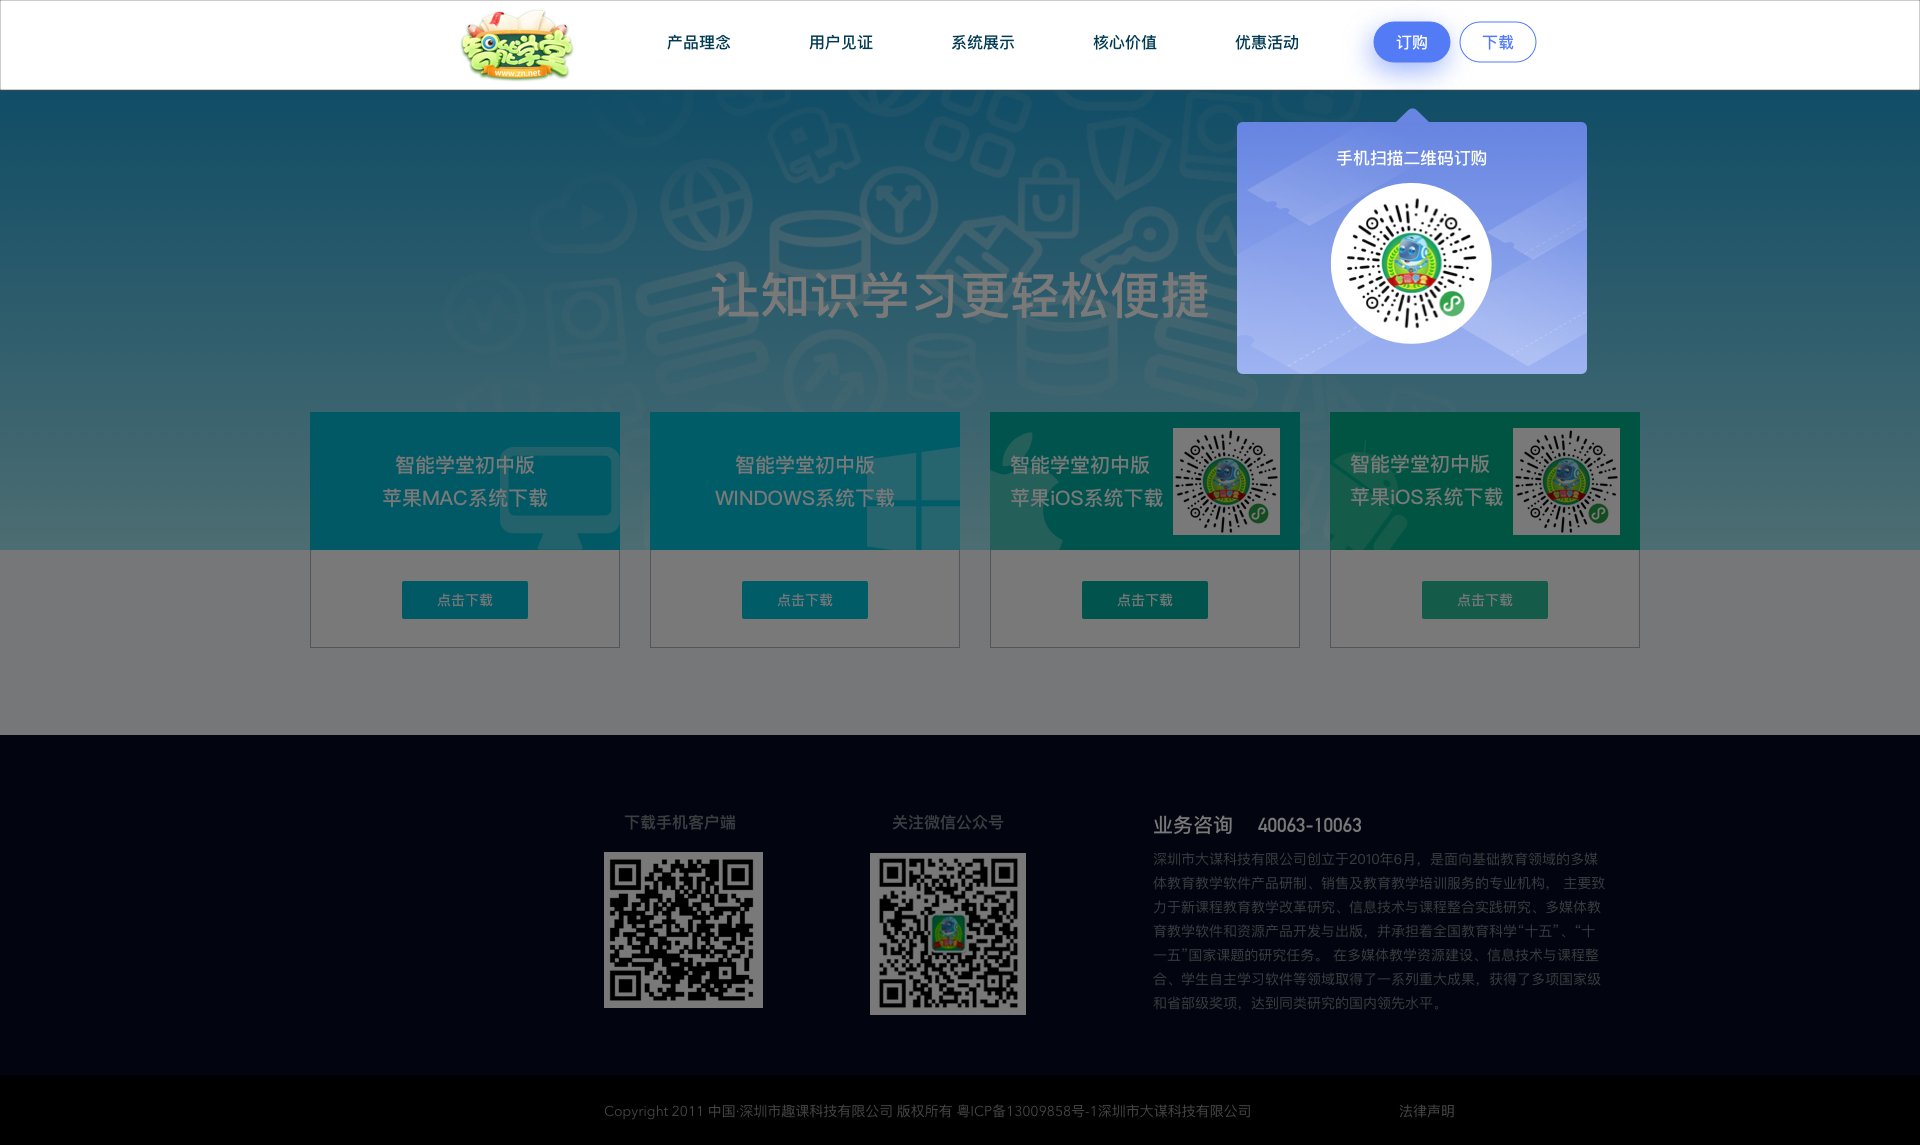 智能学堂
www.zn.net
产品理念
用户见证
系统展示
核心价值
优惠活动
订购
下载
手机扫描二维码订购
让知识学习更轻松便捷
智能学堂初中版
苹果MAC系统下载
点击下载
智能学堂初中版
WINDOWS系统下载
点击下载
智能学堂初中版
苹果iOS系统下载
点击下载
智能学堂初中版
苹果iOS系统下载
点击下载
下载手机客户端
关注微信公众号
业务咨询 40063-10063
深圳市大谋科技有限公司创立于2010年6月，是面向基础教育领域的多媒
体教育教学软件产品研制、销售及教育教学培训服务的专业机构， 主要致
力于新课程教育教学改革研究、信息技术与课程整合实践研究、多媒体教
育教学软件和资源产品开发与出版，并承担着全国教育科学“十五”、“十
一五”国家课题的研究任务。 在多媒体教学资源建设、信息技术与课程整
合、学生自主学习软件等领域取得了一系列重大成果，获得了多项国家级
和省部级奖项，达到同类研究的国内领先水平。
Copyright 2011 中国·深圳市趣课科技有限公司 版权所有 粤ICP备13009858号-1深圳市大谋科技有限公司
法律声明